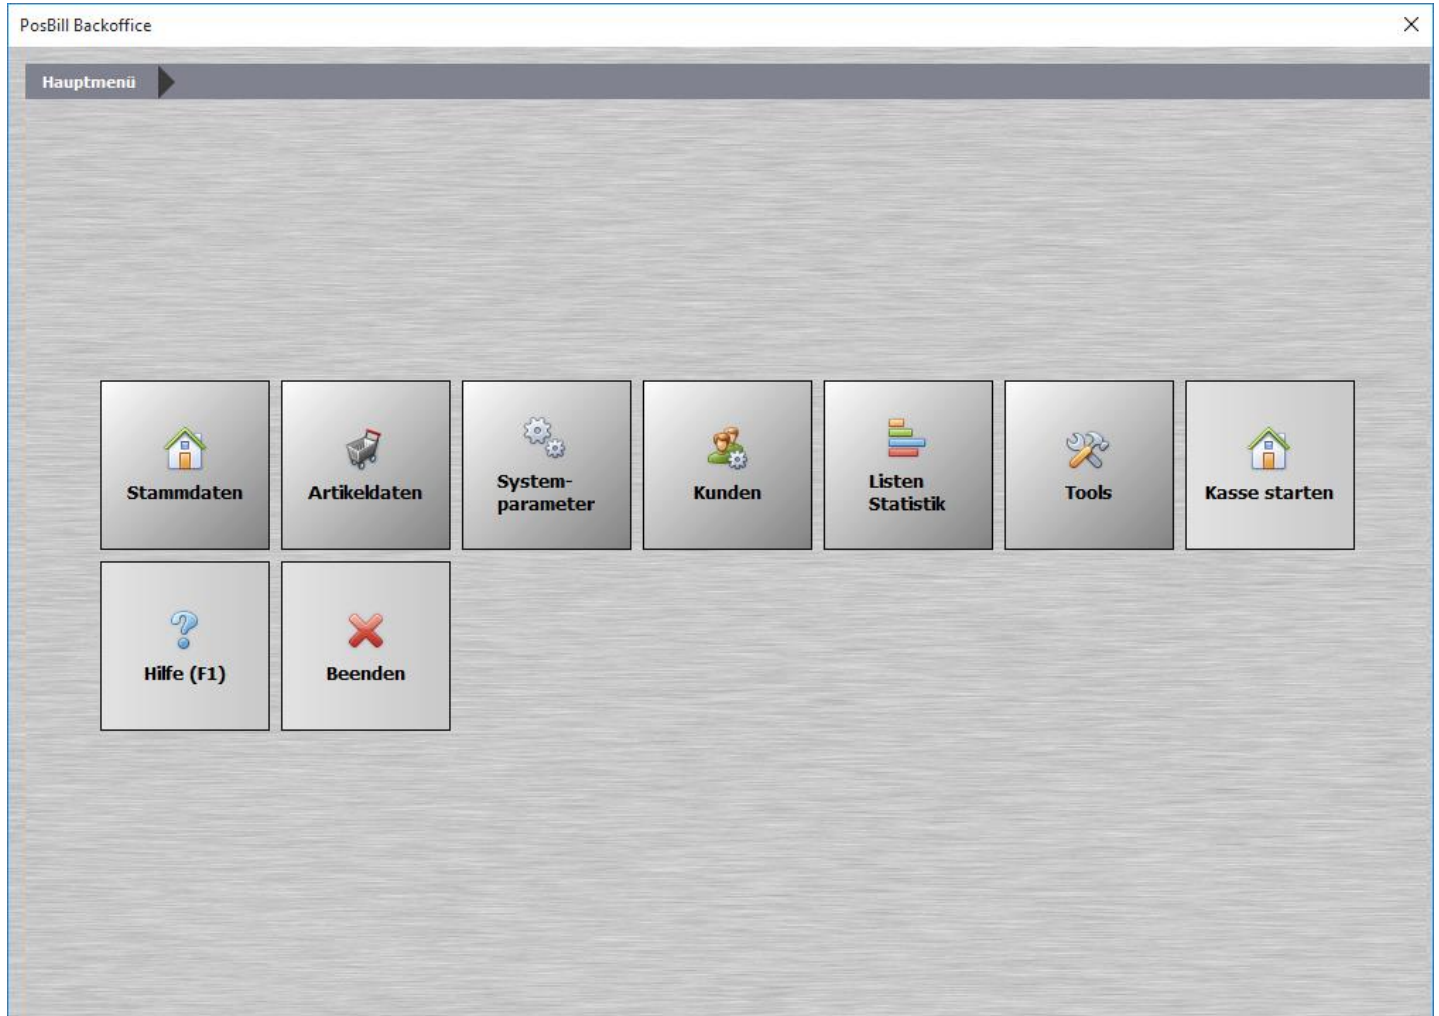 PosBill Backoffice
Hauptmenü
Stammdaten
Artikeldaten
System-
parameter
Kunden
Listen
Statistik
Tools
Kasse starten
Hilfe (F1)
Beenden